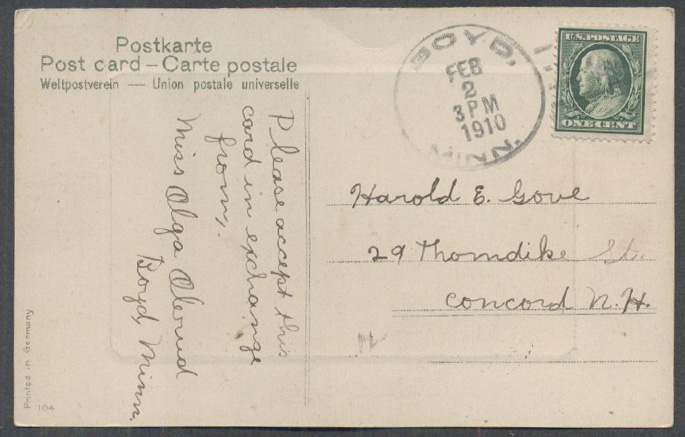 Postkarte
Post card – Carte postale
Weltpostverein — Union postale universelle
BOYD,
FEB
2
3 PM
1910
MINN.
U.S. POSTAGE
ONE CENT
Please accept this
card in exchange
from,.
Miss Olga
Boyd, Minn.
Harold E. Gove
29 Thorndike St.
Concord N.H.
Printed in Germany
104